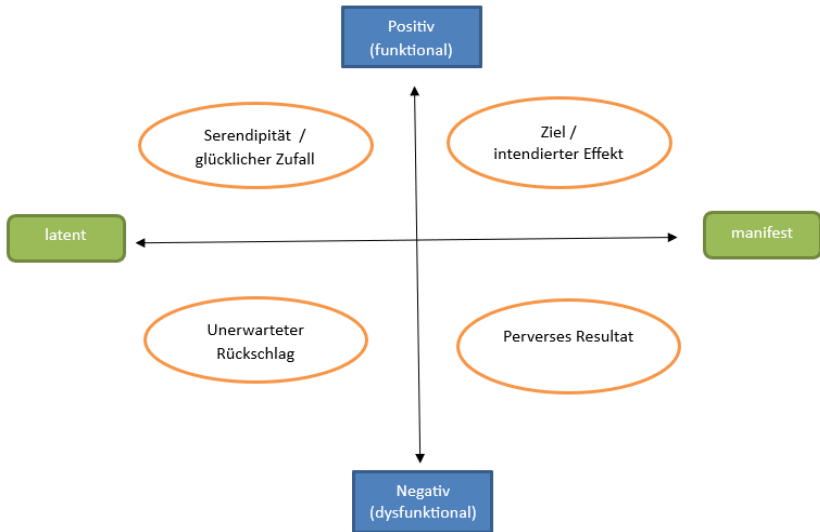 Positiv
(funktional)
Serendipität /
glücklicher Zufall
Ziel /
intendierter Effekt
latent
manifest
Unerwarteter
Rückschlag
Perverses Resultat
Negativ
(dysfunktional)